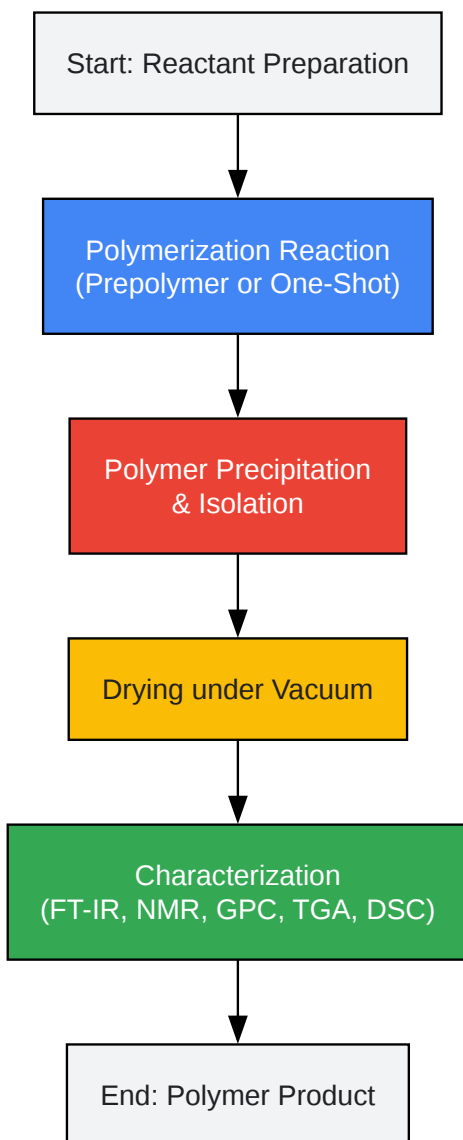 Start: Reactant Preparation
Polymerization Reaction
(Prepolymer or One-Shot)
Polymer Precipitation
& Isolation
Drying under Vacuum
Characterization
(FT-IR, NMR, GPC, TGA, DSC)
End: Polymer Product